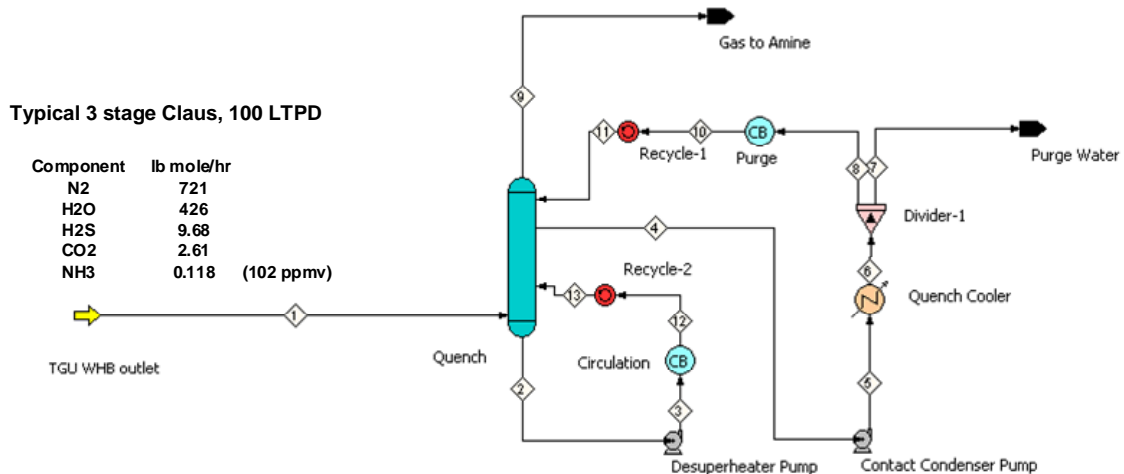 Gas to Amine
9
Typical 3 stage Claus, 100 LTPD
11
10
CB
Recycle-1
Purge
Purge Water
8
7
Component lb mole/hr
N2 721
H2O 426
H2S 9.68
CO2 2.61
NH3 0.118 (102 ppmv)
4
Divider-1
6
Recycle-2
13
12
Quench Cooler
1
TGU WHB outlet
Quench
Circulation
CB
2
3
5
Desuperheater Pump
Contact Condenser Pump